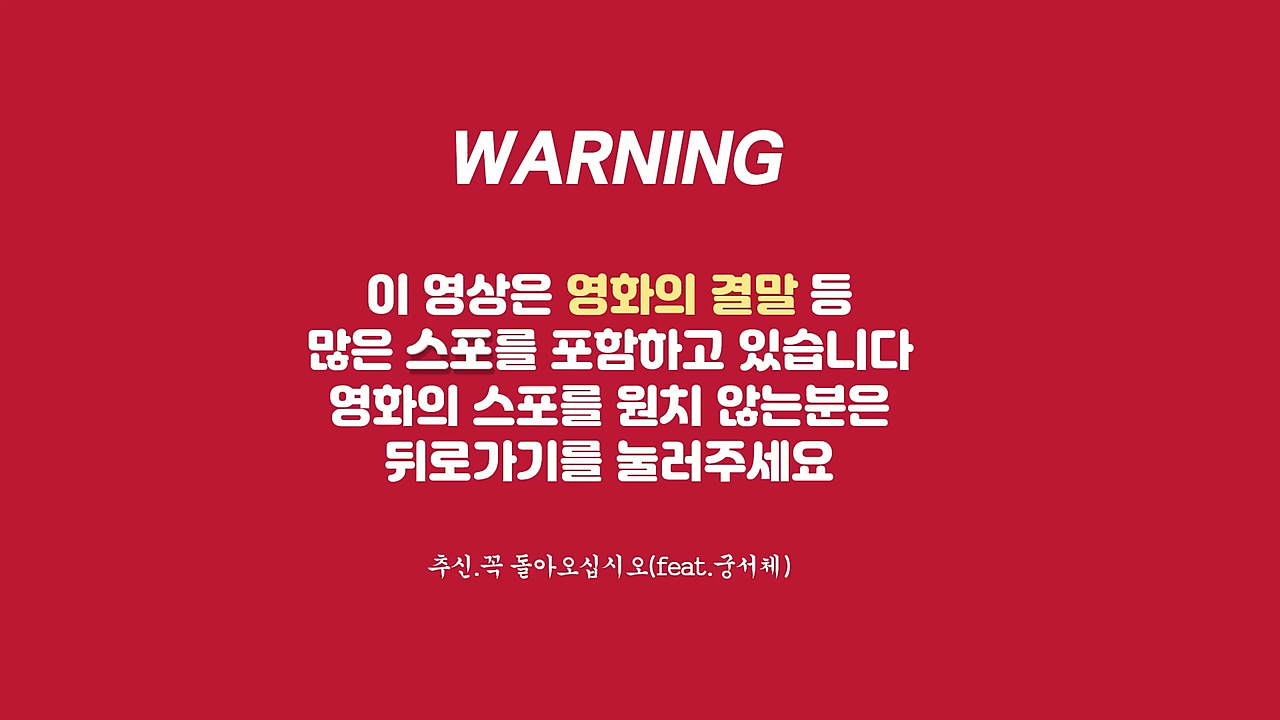 WARNING
이 영상은 영화의 결말 등
많은 스포를 포함하고 있습니다
영화의 스포를 원치 않는분은
뒤로가기를 눌러주세요
추신.꼭 돌아오십시오(feat.궁서체)